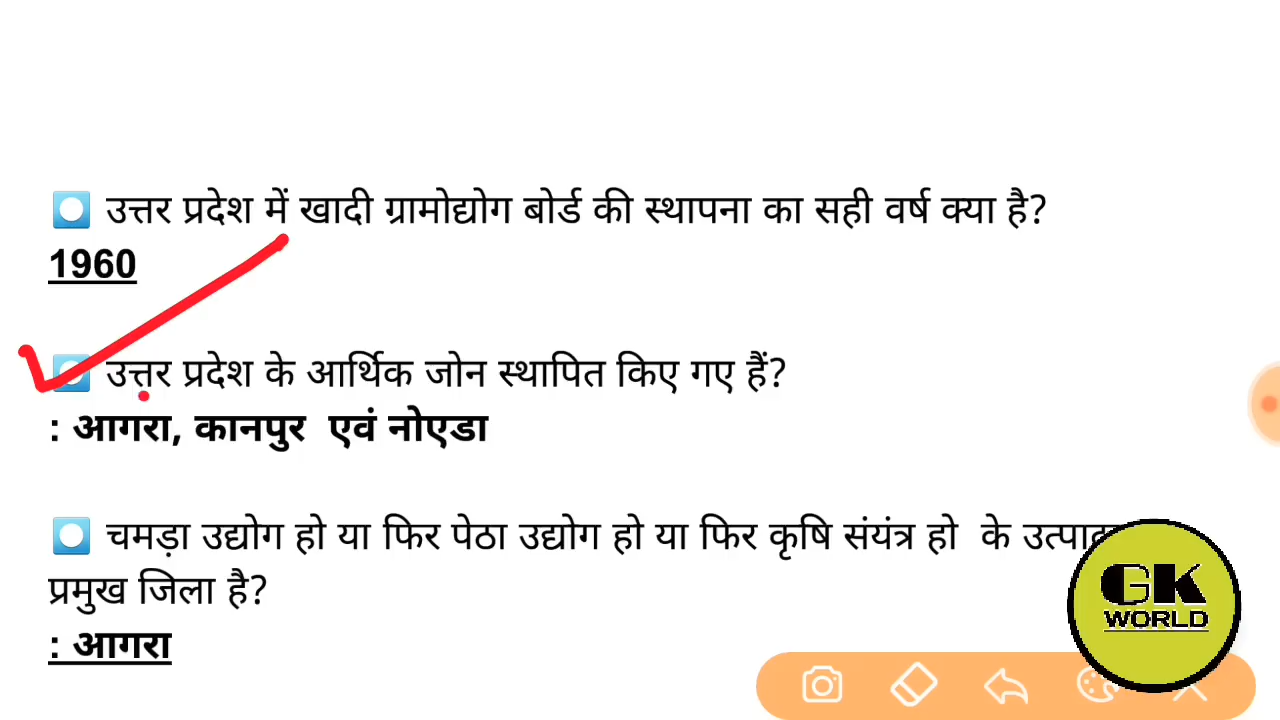 उत्तर प्रदेश में खादी ग्रामोद्योग बोर्ड की स्थापना का सही वर्ष क्या है?
1960
उत्तर प्रदेश के आर्थिक जोन स्थापित किए गए हैं?
: आगरा, कानपुर एवं नोएडा
चमड़ा उद्योग हो या फिर पेठा उद्योग हो या फिर कृषि संयंत्र हो के
प्रमुख जिला है?
: आगरा
GK
WORLD